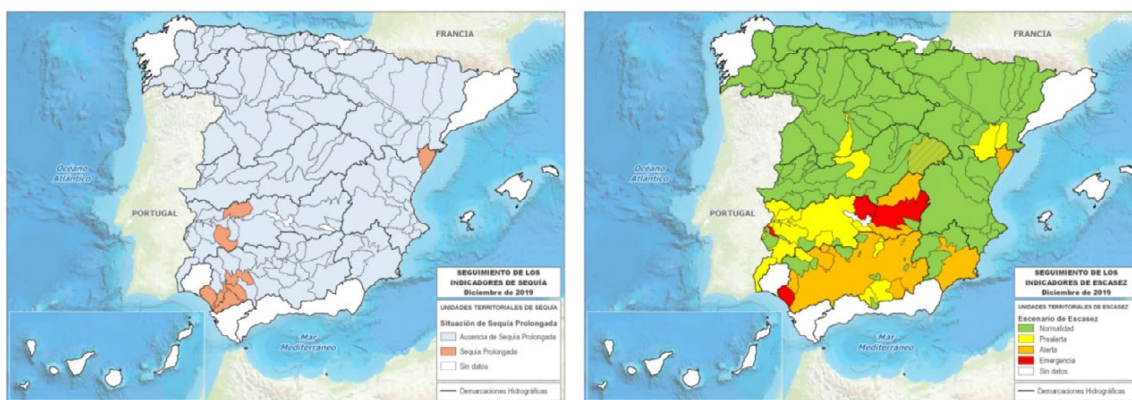 FRANCIA
Océano
Atlántico
PORTUGAL
Mar
Mediterráneo
SEGUIMIENTO DE LOS
INDICADORES DE SEQUÍA
Diciembre de 2019
UNIDADES TERRITORIALES DE SEQUÍA
Situación de Sequía Prolongada
Ausencia de Sequía Prolongada
Sequía Prolongada
Sin datos
Demarcaciones Hidrográficas
FRANCIA
Océano
Atlántico
PORTUGAL
Mar
Mediterráneo
SEGUIMIENTO DE LOS
INDICADORES DE ESCASEZ
Diciembre de 2019
UNIDADES TERRITORIALES DE ESCASEZ
Escenario de Escasez
Normalidad
Prealerta
Alerta
Emergencia
Sin datos
Demarcaciones Hidrográficas